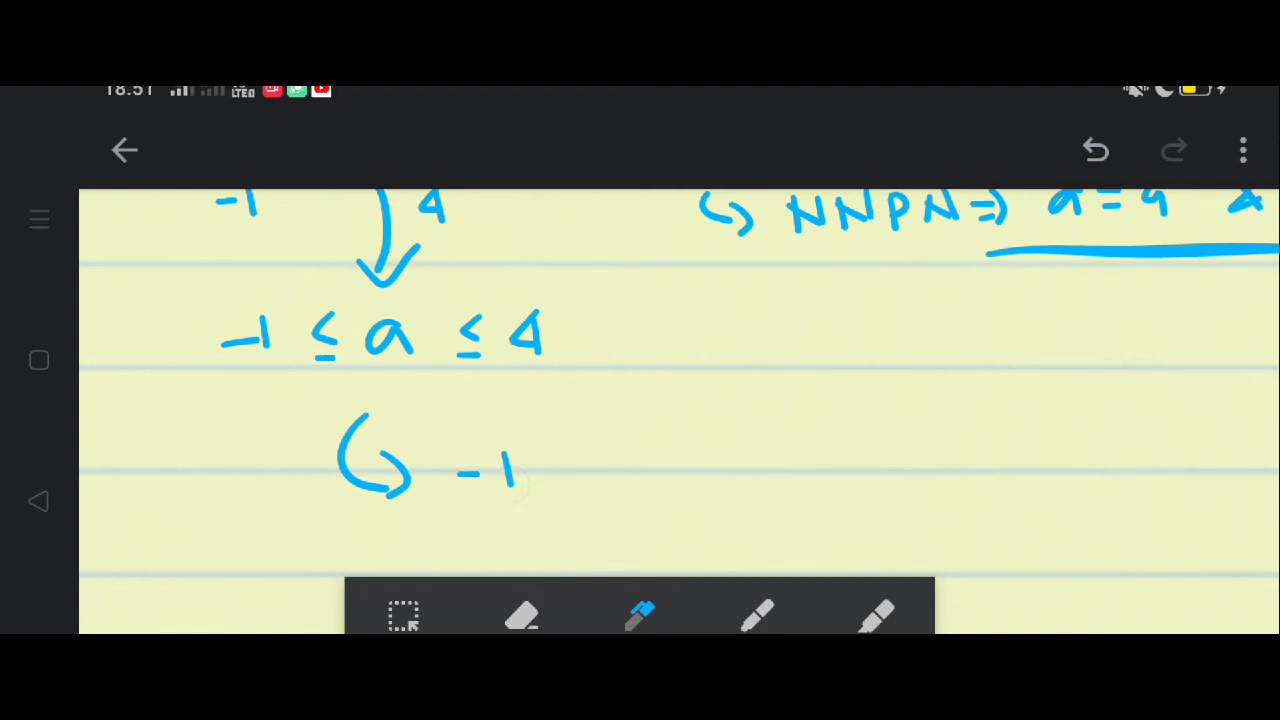 18.51
-1 4
↳ NNPN ⇒ a = 4
-1 ≤ a ≤ 4
↳ -1